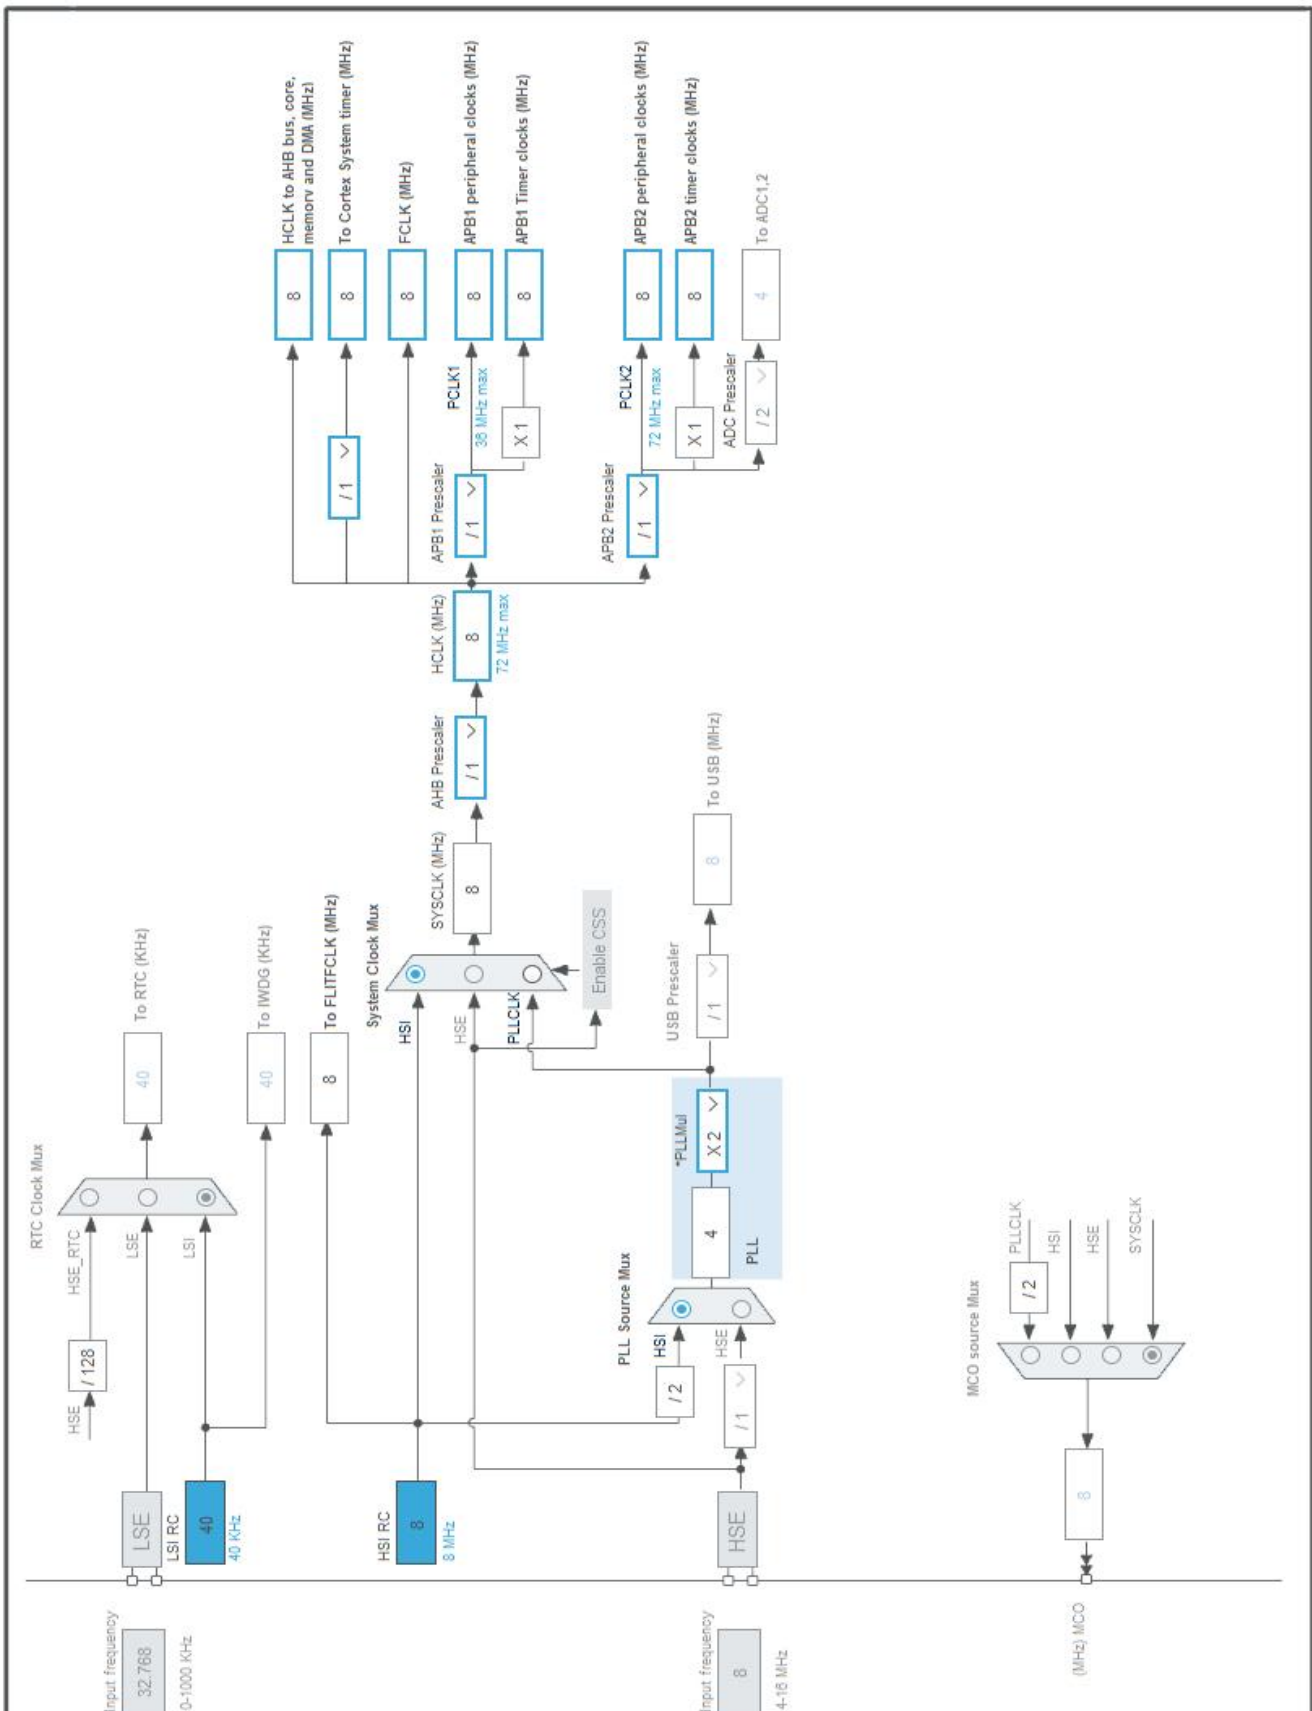 Input frequency
32.768
0-1000 KHz
LSE
LSI RC
40
40 KHz
HSE
/ 128
HSE_RTC
LSE
LSI
RTC Clock Mux
40
To RTC (KHz)
40
To IWDG (KHz)
HSI RC
8
8 MHz
8
To FLITFCLK (MHz)
System Clock Mux
HSI
HSE
PLLCLK
Enable CSS
SYSCLK (MHz)
8
AHB Prescaler
/ 1
HCLK (MHz)
8
72 MHz max
8
HCLK to AHB bus, core,
memory and DMA (MHz)
/ 1
8
To Cortex System timer (MHz)
8
FCLK (MHz)
APB1 Prescaler
/ 1
PCLK1
36 MHz max
8
APB1 peripheral clocks (MHz)
X 1
8
APB1 Timer clocks (MHz)
APB2 Prescaler
/ 1
PCLK2
72 MHz max
8
APB2 peripheral clocks (MHz)
X 1
8
APB2 timer clocks (MHz)
ADC Prescaler
/ 2
4
To ADC1,2
Input frequency
8
4-16 MHz
HSE
PLL Source Mux
/ 2
HSI
/ 1
HSE
4
*PLLMul
X 2
PLL
USB Prescaler
/ 1
8
To USB (MHz)
MCO source Mux
/ 2
PLLCLK
HSI
HSE
SYSCLK
8
(MHz) MCO